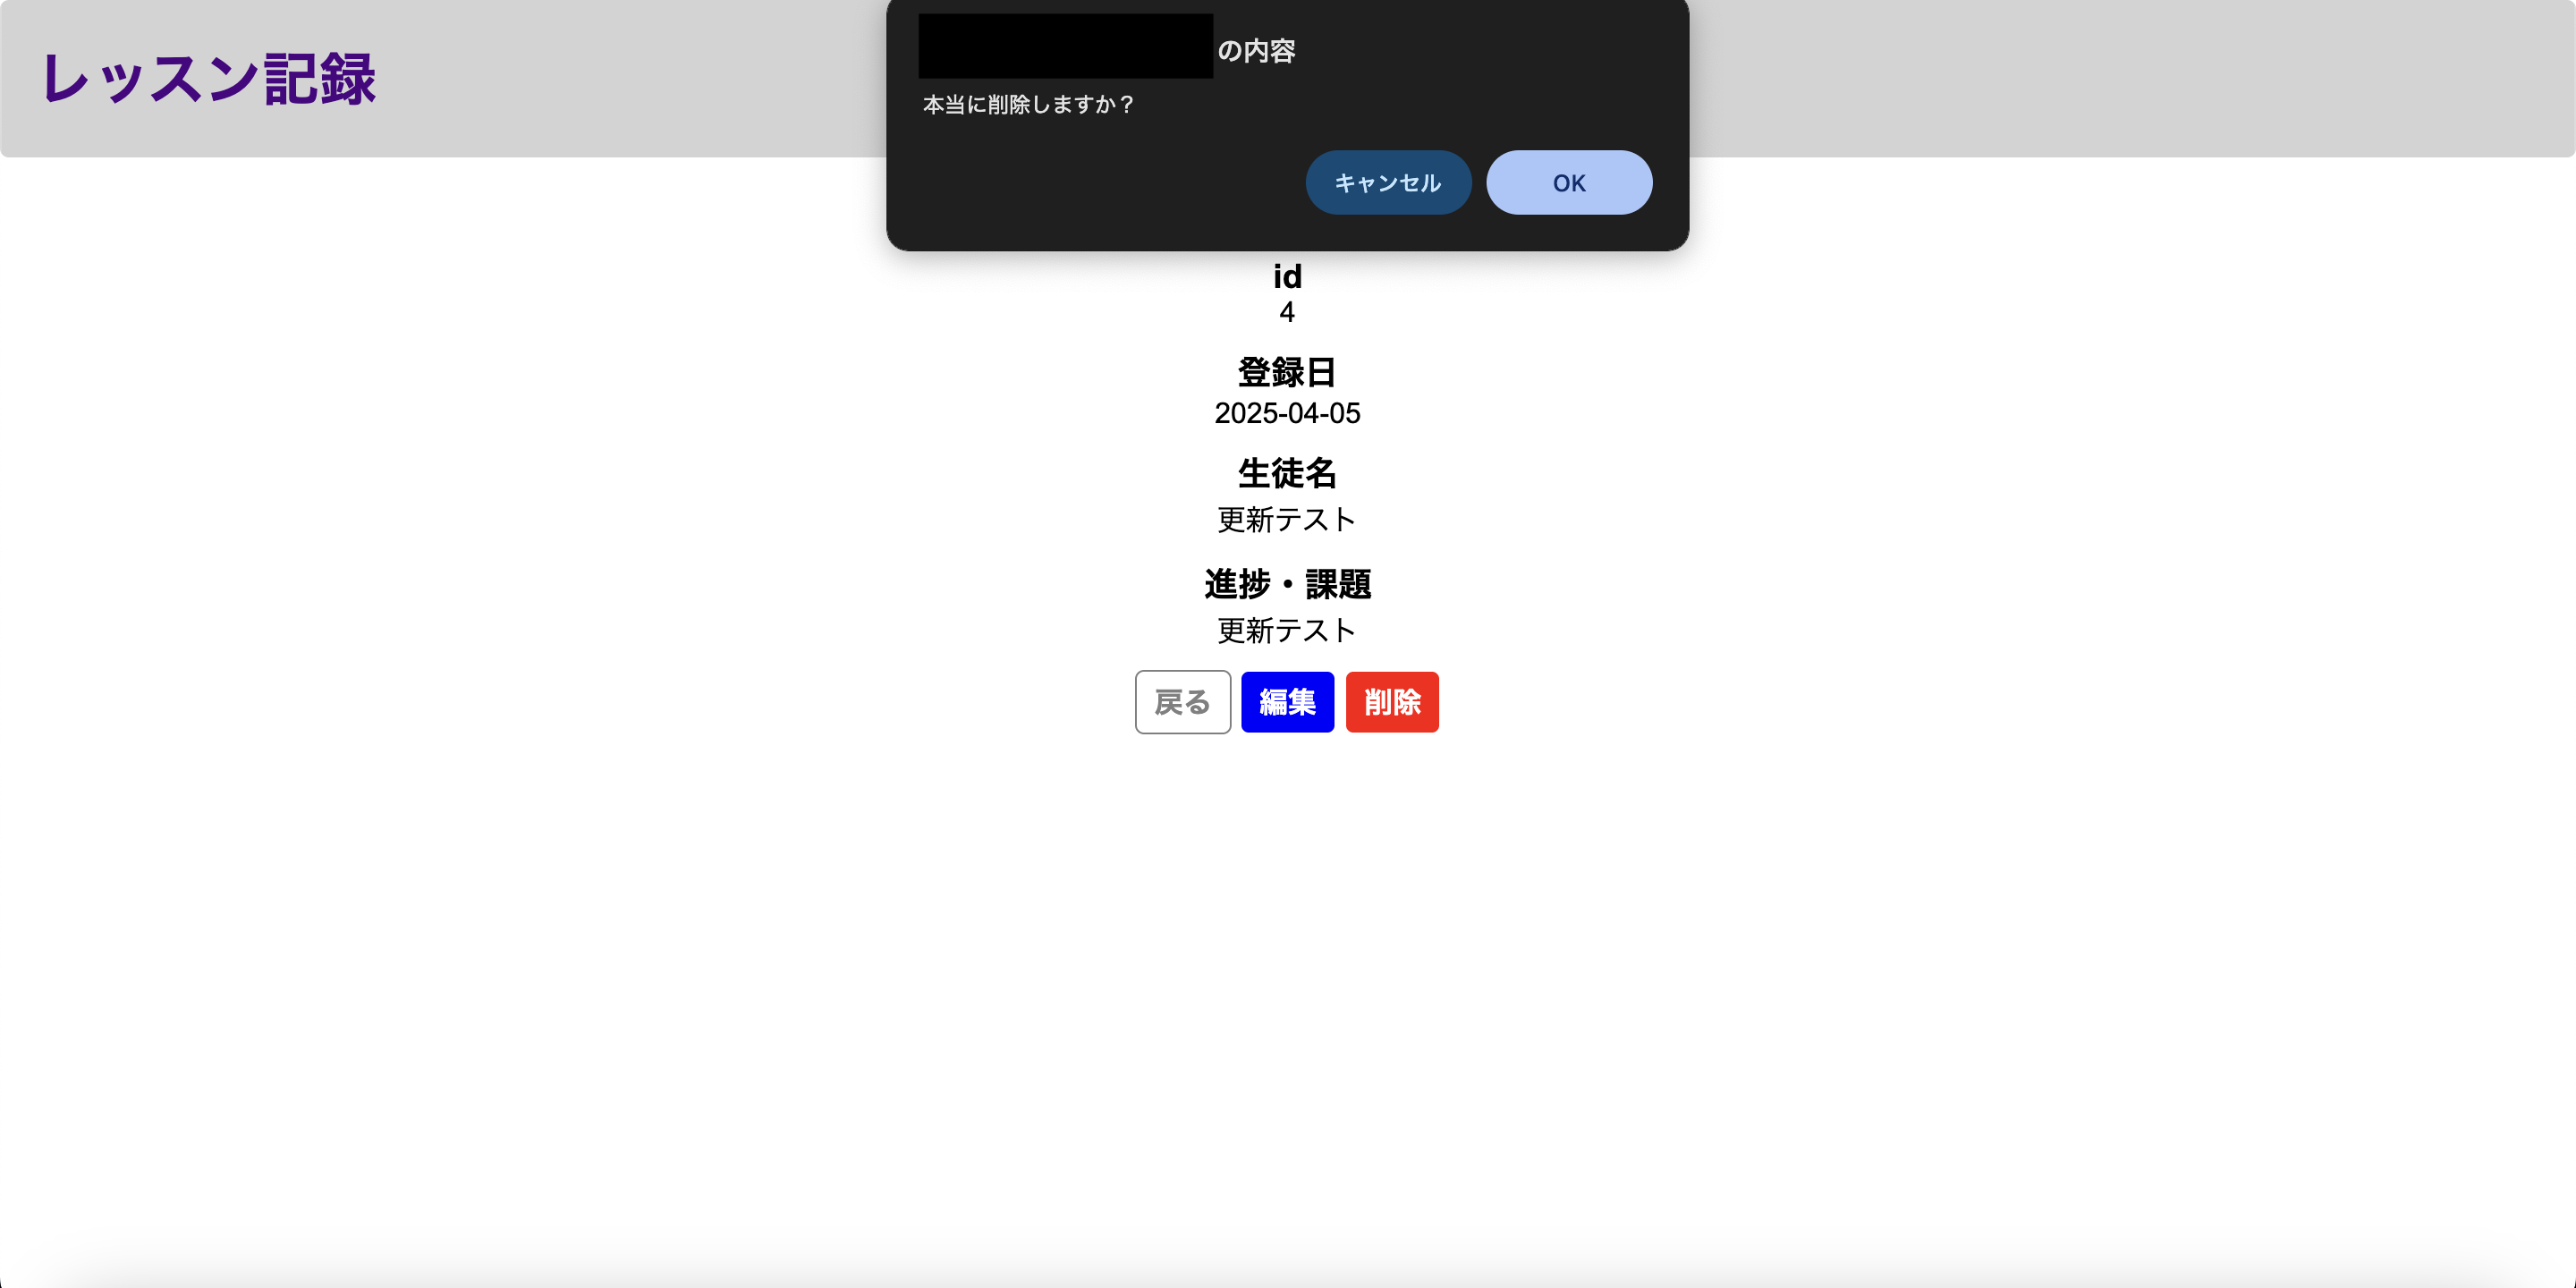 レッスン記録
の内容
本当に削除しますか？
キャンセル OK
id
4
登録日
2025-04-05
生徒名
更新テスト
進捗・課題
更新テスト
戻る 編集 削除